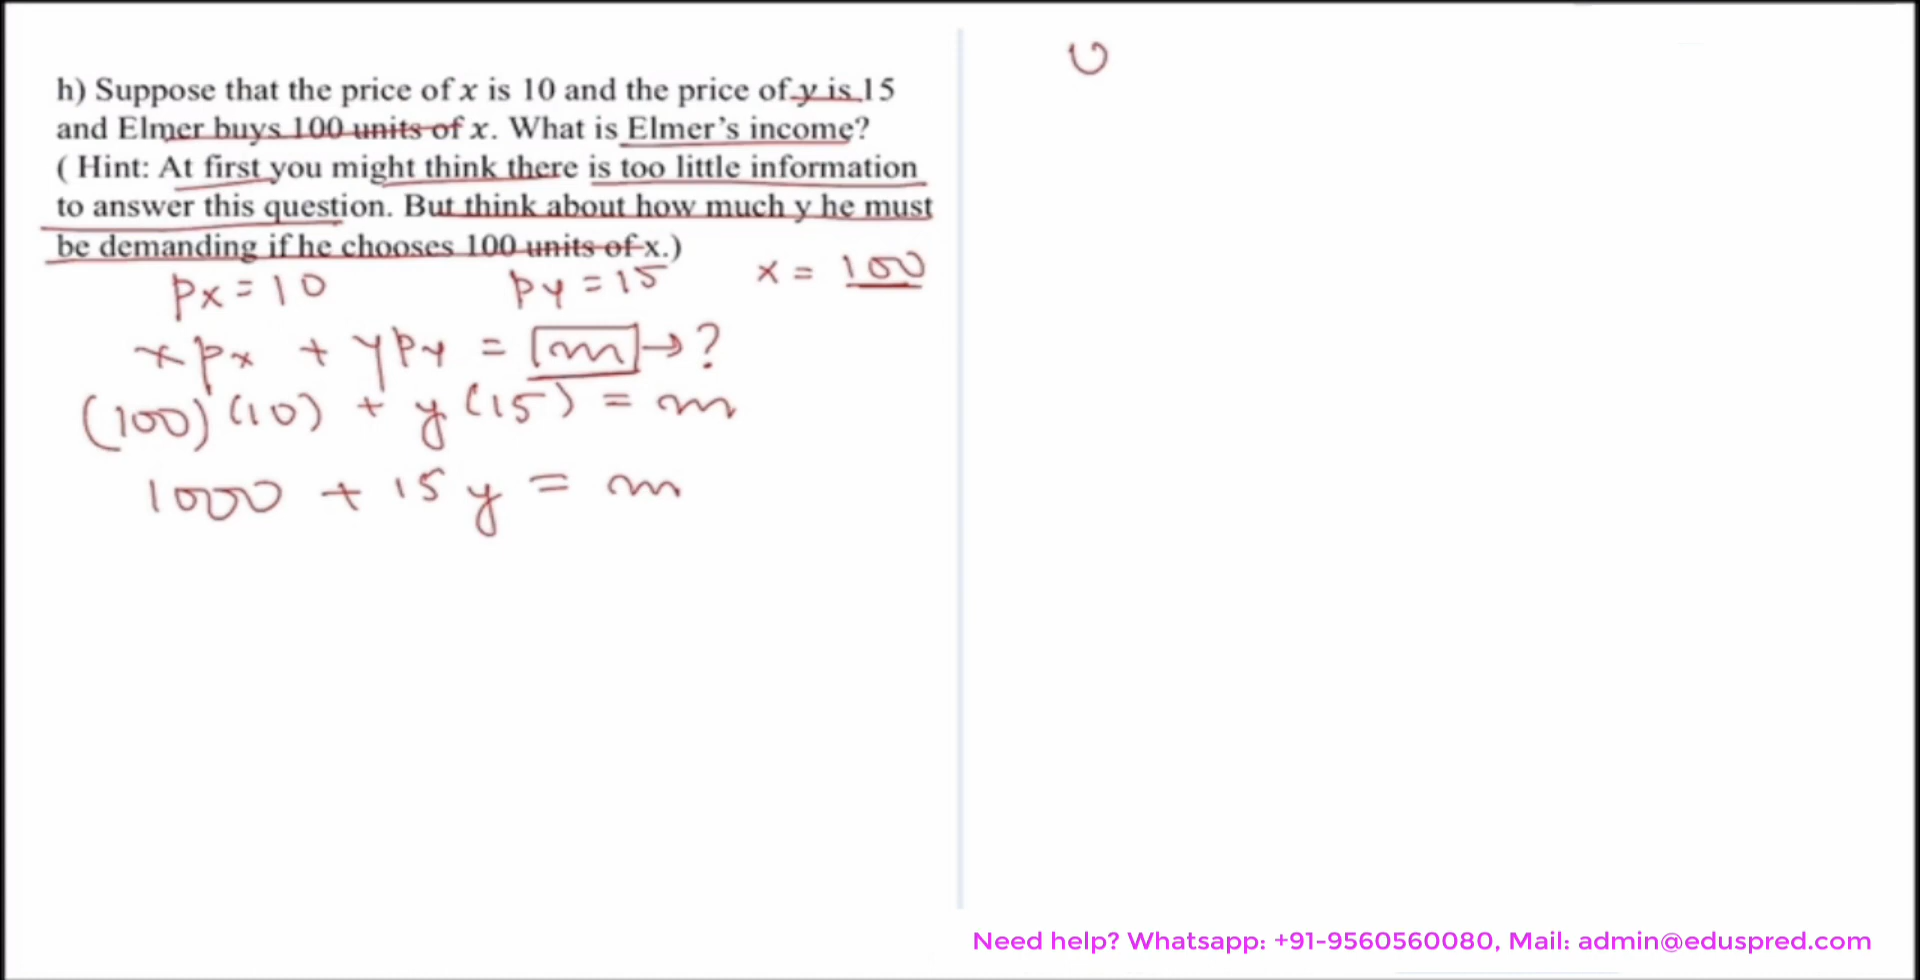 h) Suppose that the price of x is 10 and the price of y is 15
and Elmer buys 100 units of x. What is Elmer's income?
( Hint: At first you might think there is too little information
to answer this question. But think about how much y he must
be demanding if he chooses 100 units of x.)
px = 10 py = 15 x = 100
x px + y py = m → ?
(100) (10) + y (15) = m
1000 + 15 y = m
U
Need help? Whatsapp: +91-9560560080, Mail: admin@eduspred.com